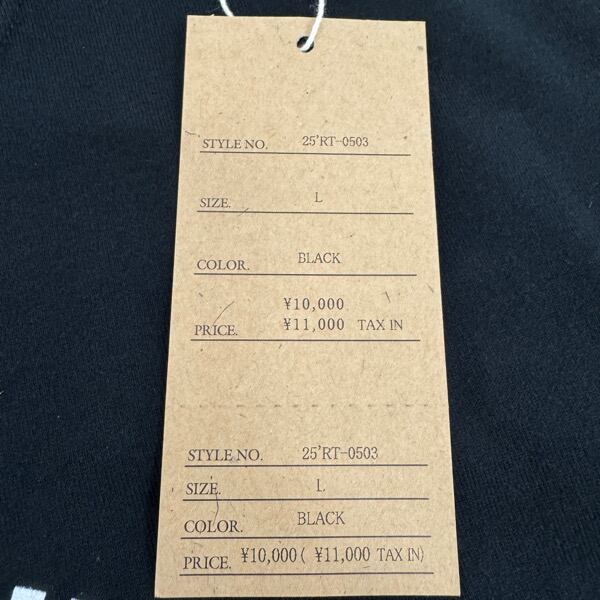 STYLE NO. 25'RT-0503
SIZE. L
COLOR. BLACK
¥10,000
PRICE. ¥11,000 TAX IN
STYLE NO. 25'RT-0503
SIZE. L
COLOR. BLACK
PRICE. ¥10,000 ( ¥11,000 TAX IN)